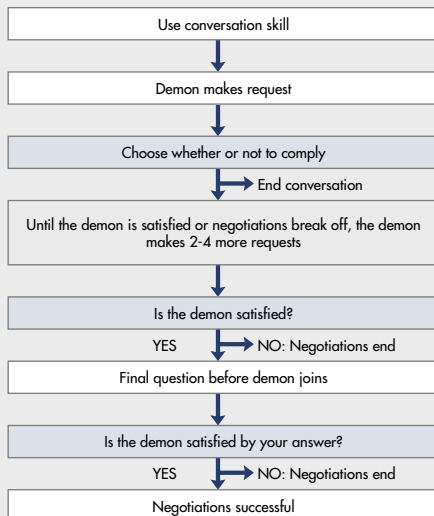 Use conversation skill
Demon makes request
Choose whether or not to comply
End conversation
Until the demon is satisfied or negotiations break off, the demon
makes 2-4 more requests
Is the demon satisfied?
YES NO: Negotiations end
Final question before demon joins
Is the demon satisfied by your answer?
YES NO: Negotiations end
Negotiations successful